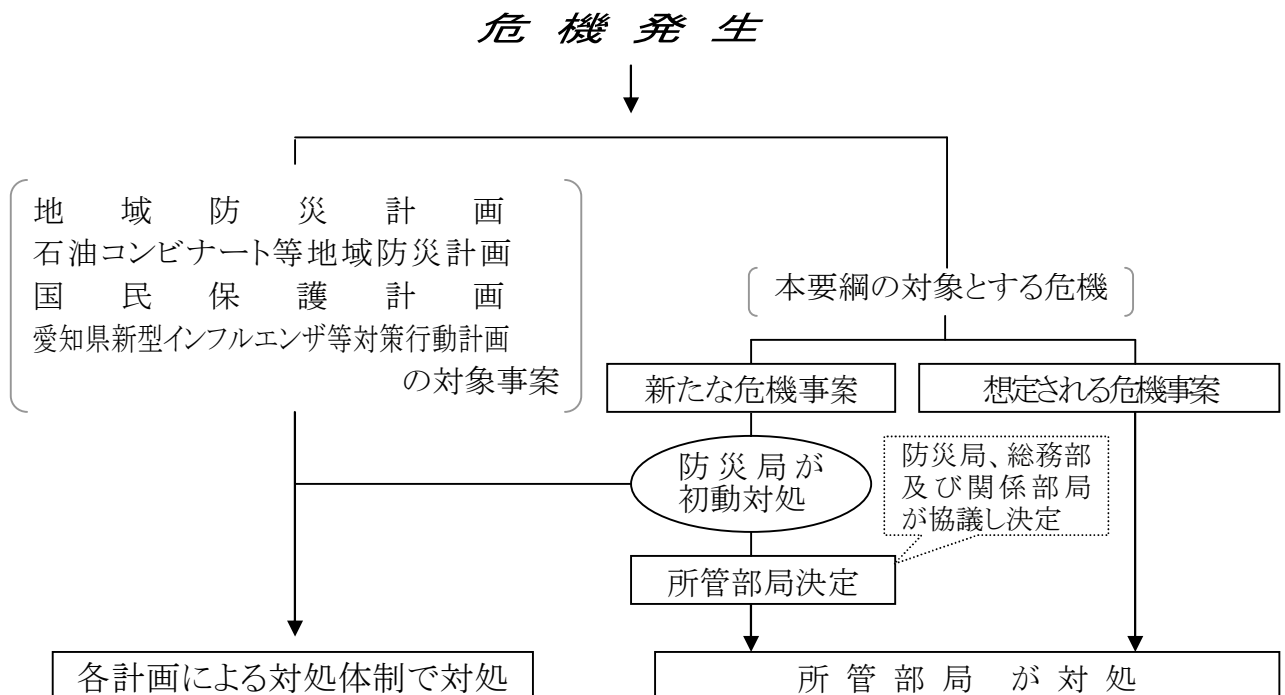 危機発生
地域防災計画
石油コンビナート等地域防災計画
国民保護計画
愛知県新型インフルエンザ等対策行動計画
の対象事案
本要綱の対象とする危機
新たな危機事案
想定される危機事案
防災局が
初動対処
防災局、総務部
及び関係部局
が協議し決定
所管部局決定
各計画による対処体制で対処
所管部局が対処